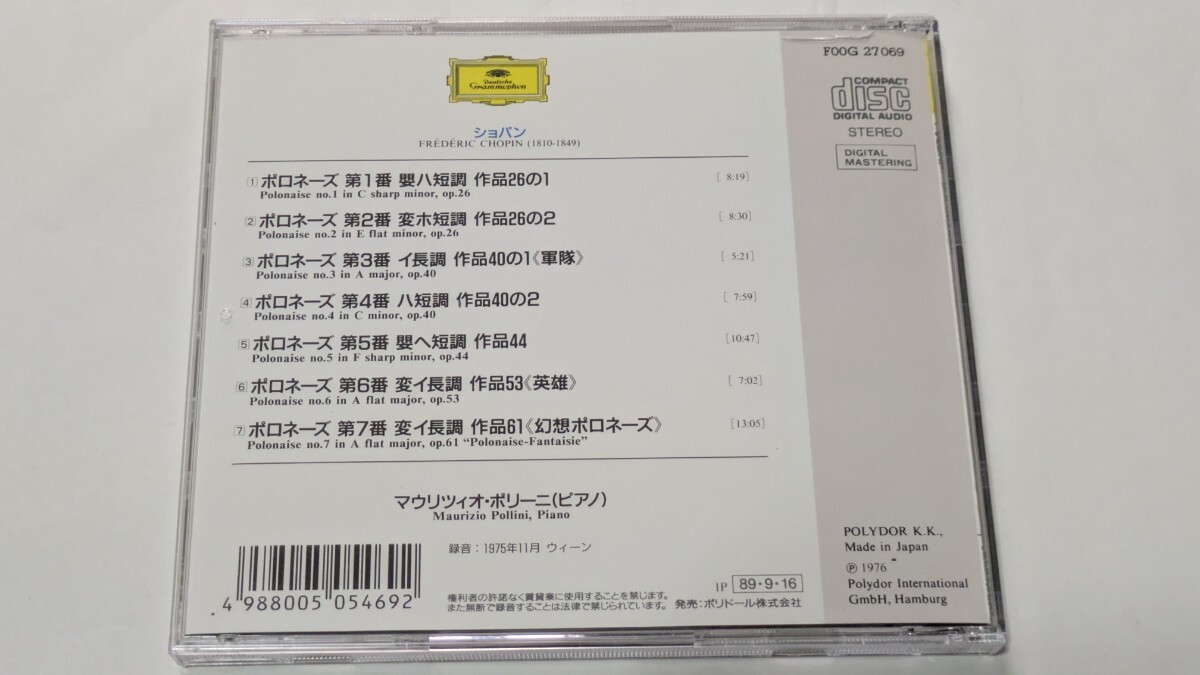 Deutsche
Grammophon
ショパン
FRÉDÉRIC CHOPIN (1810-1849)
1 ポロネーズ 第1番 嬰ハ短調 作品26の1 [ 8:19]
Polonaise no.1 in C sharp minor, op.26
2 ポロネーズ 第2番 変ホ短調 作品26の2 [ 8:30]
Polonaise no.2 in E flat minor, op.26
3 ポロネーズ 第3番 イ長調 作品40の1《軍隊》 [ 5:21]
Polonaise no.3 in A major, op.40
4 ポロネーズ 第4番 ハ短調 作品40の2 [ 7:59]
Polonaise no.4 in C minor, op.40
5 ポロネーズ 第5番 嬰ヘ短調 作品44 [10:47]
Polonaise no.5 in F sharp minor, op.44
6 ポロネーズ 第6番 変イ長調 作品53《英雄》 [ 7:02]
Polonaise no.6 in A flat major, op.53
7 ポロネーズ 第7番 変イ長調 作品61《幻想ポロネーズ》 [13:05]
Polonaise no.7 in A flat major, op.61 “Polonaise-Fantaisie”
マウリツィオ・ポリーニ(ピアノ)
Maurizio Pollini, Piano
録音：1975年11月 ウィーン
4 988005 054692
1P 89・9・16
権利者の許諾なく賃貸業に使用することを禁じます。
また無断で録音することは法律で禁じられています。 発売：ポリドール株式会社
F00G 27069
COMPACT
disc
DIGITAL AUDIO
STEREO
DIGITAL
MASTERING
POLYDOR K.K.,
Made in Japan
Ⓟ 1976
Polydor International
GmbH, Hamburg